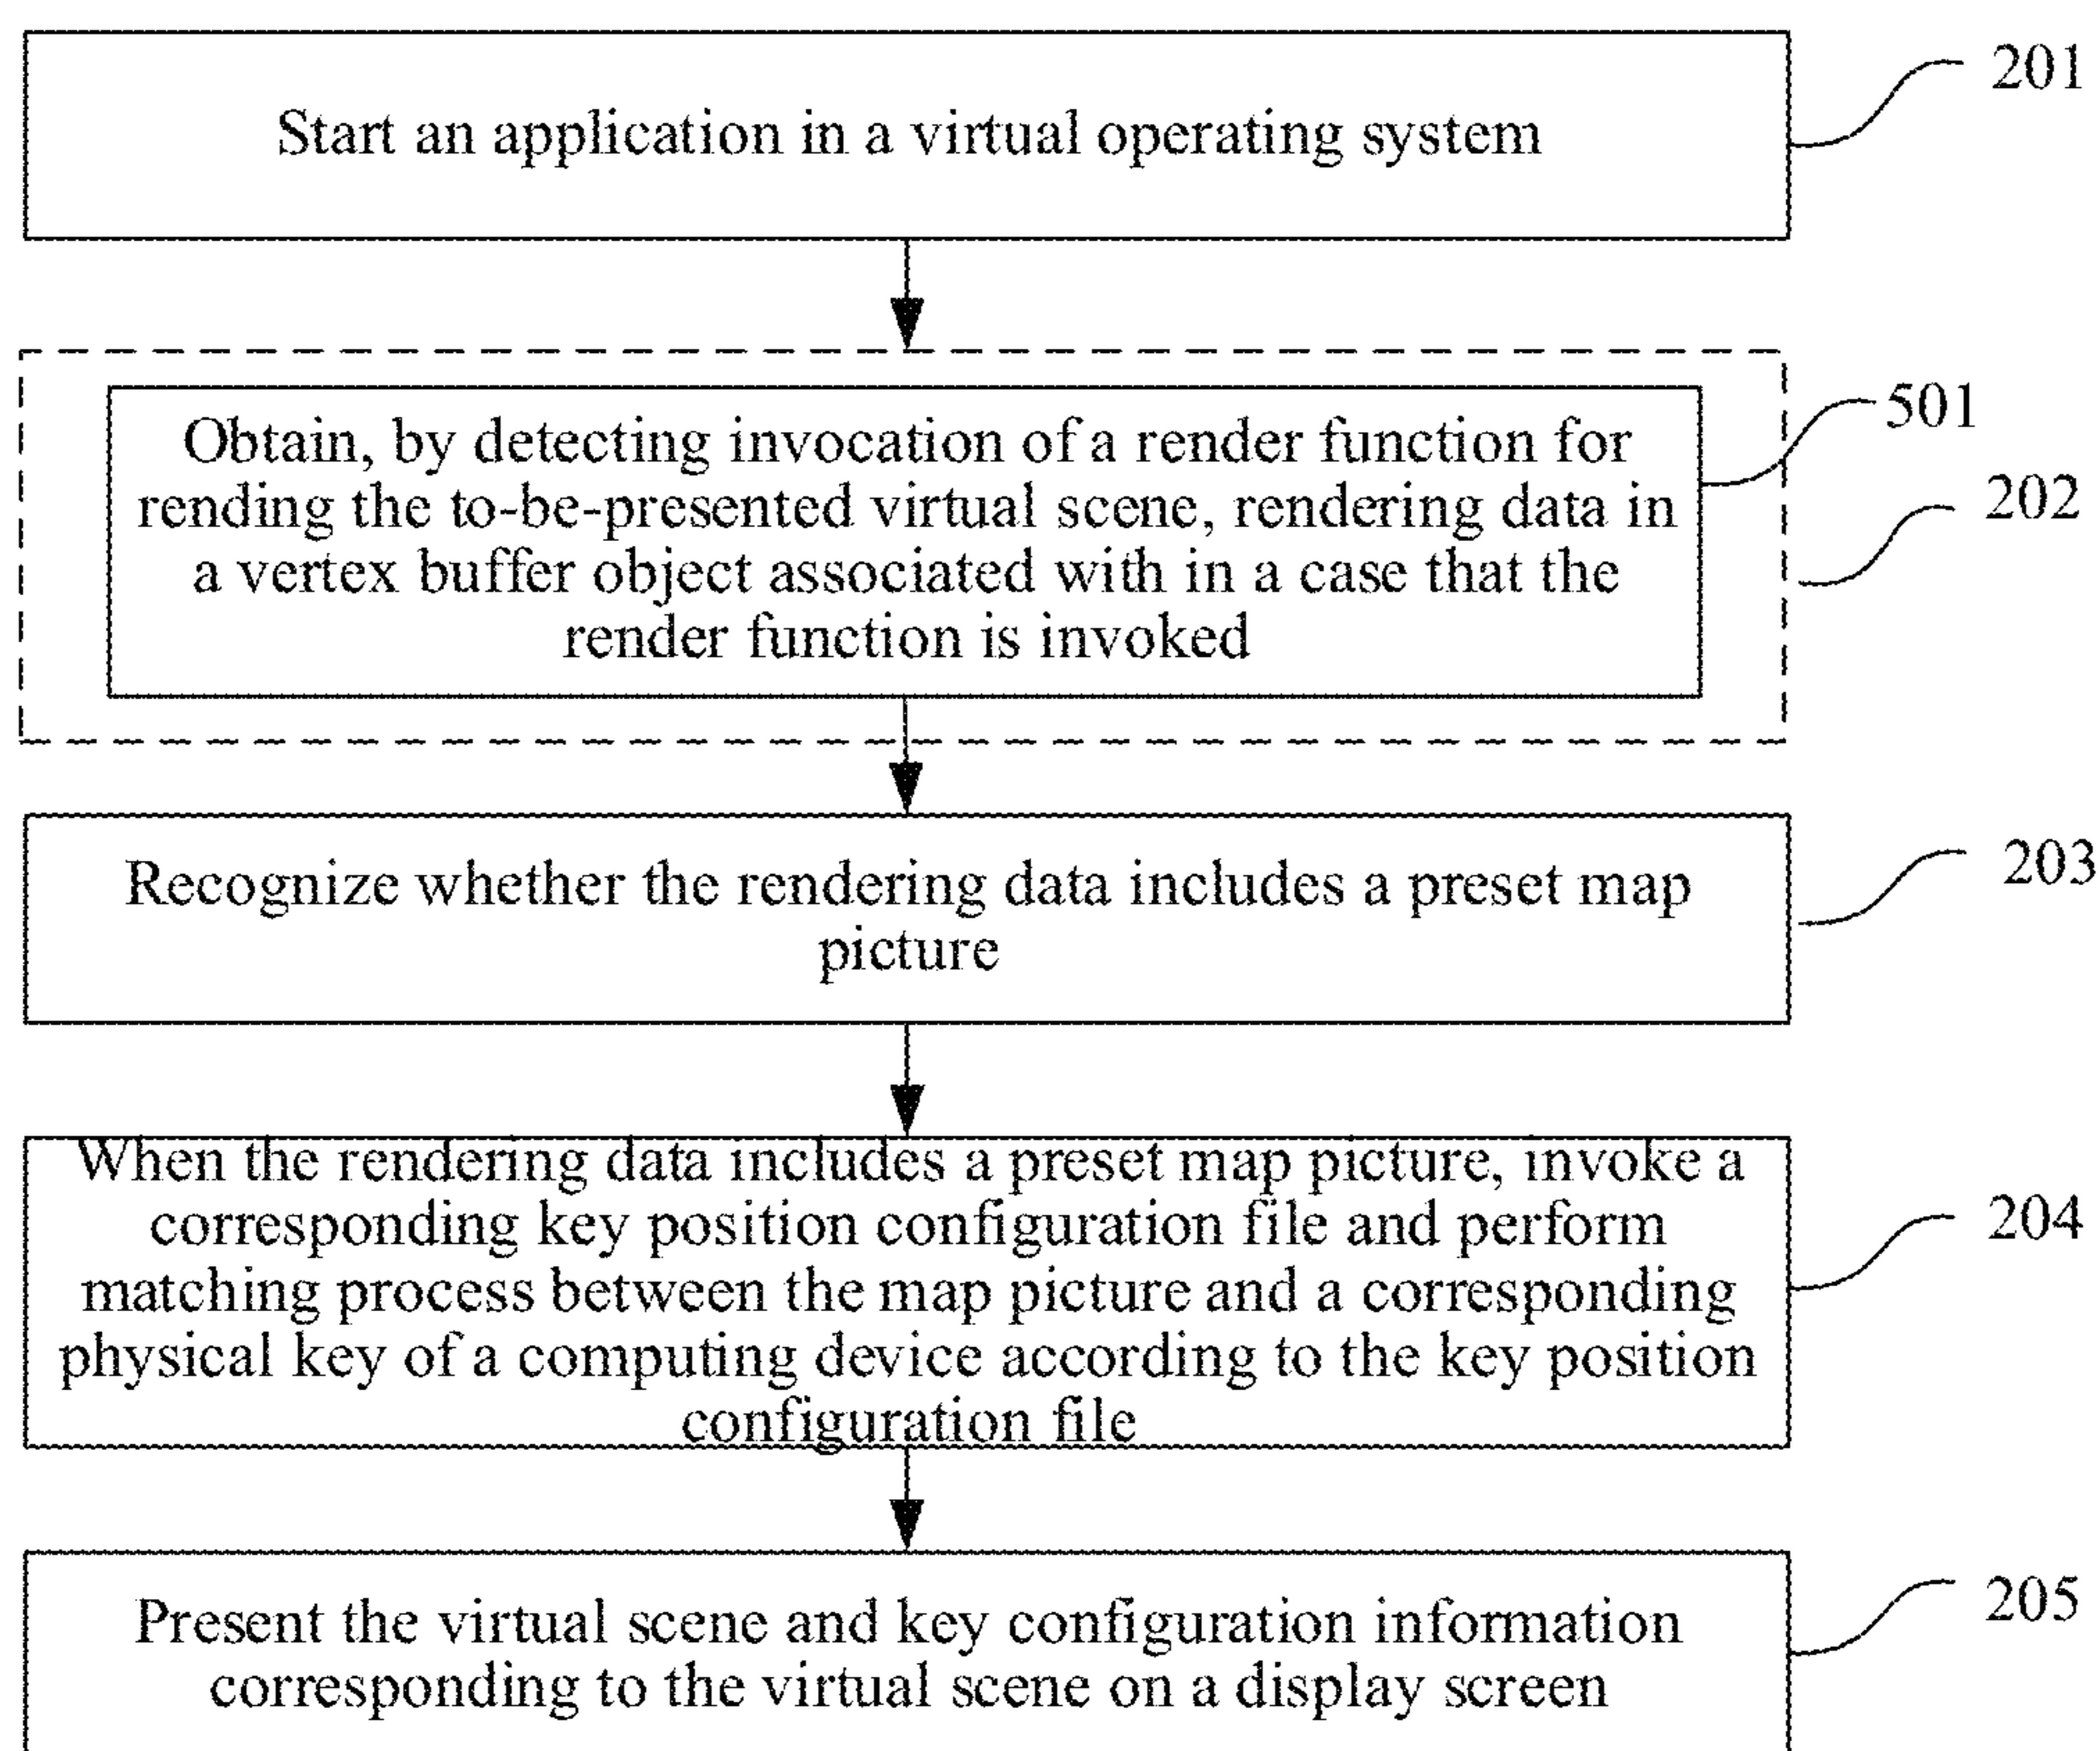 Start an application in a virtual operating system
201
Obtain, by detecting invocation of a render function for
rending the to-be-presented virtual scene, rendering data in
a vertex buffer object associated with in a case that the
render function is invoked
501
202
Recognize whether the rendering data includes a preset map
picture
203
When the rendering data includes a preset map picture, invoke a
corresponding key position configuration file and perform
matching process between the map picture and a corresponding
physical key of a computing device according to the key position
configuration file
204
Present the virtual scene and key configuration information
corresponding to the virtual scene on a display screen
205